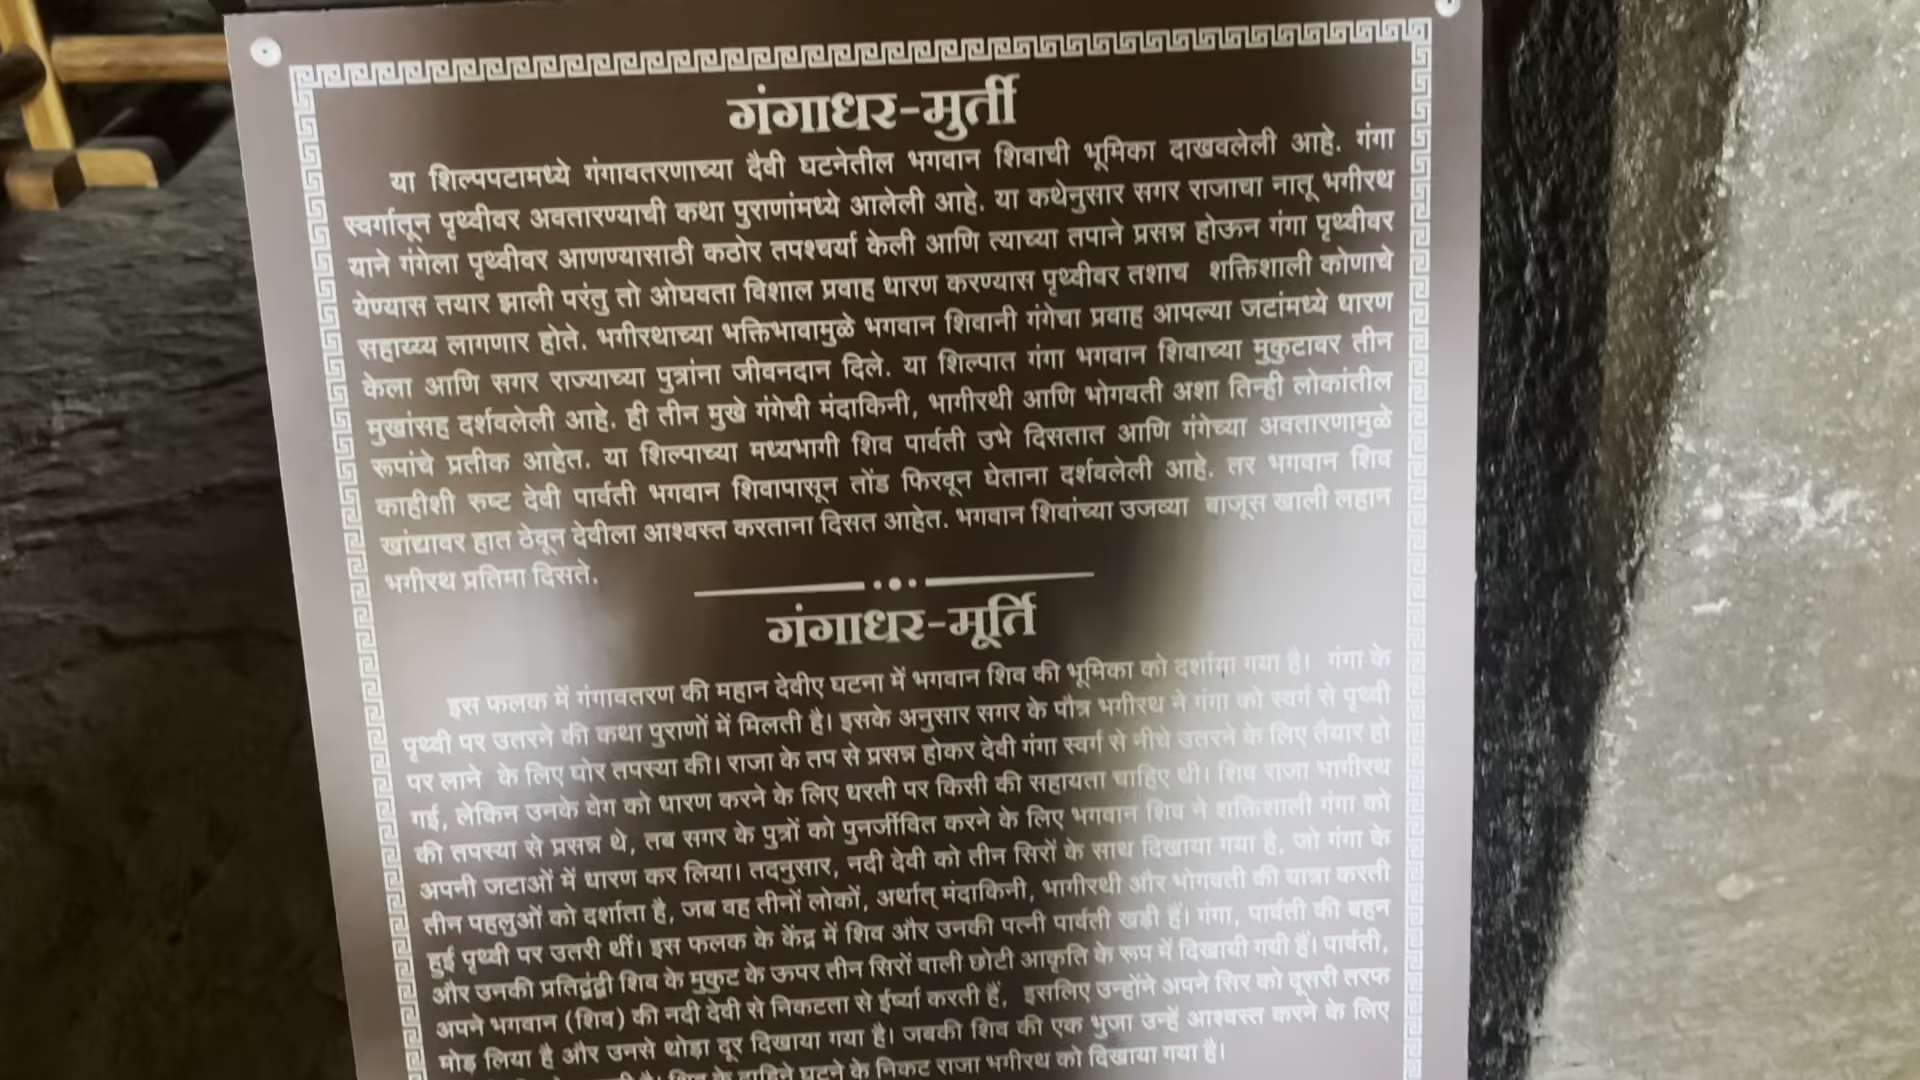 गंगाधर-मुर्ती
या शिल्पपटामध्ये गंगावतरणाच्या दैवी घटनेतील भगवान शिवाची भूमिका दाखवलेली आहे. गंगा
स्वर्गातून पृथ्वीवर अवतारण्याची कथा पुराणांमध्ये आलेली आहे. या कथेनुसार सगर राजाचा नातू भगीरथ
याने गंगेला पृथ्वीवर आणण्यासाठी कठोर तपश्चर्या केली आणि त्याच्या तपाने प्रसन्न होऊन गंगा पृथ्वीवर
येण्यास तयार झाली परंतु तो ओघवता विशाल प्रवाह धारण करण्यास पृथ्वीवर तशाच शक्तिशाली कोणाचे
सहाय्य्य लागणार होते. भगीरथाच्या भक्तिभावामुळे भगवान शिवानी गंगेचा प्रवाह आपल्या जटांमध्ये धारण
केला आणि सगर राज्याच्या पुत्रांना जीवनदान दिले. या शिल्पात गंगा भगवान शिवाच्या मुकुटावर तीन
मुखांसह दर्शवलेली आहे. ही तीन मुखे गंगेची मंदाकिनी, भागीरथी आणि भोगवती अशा तिन्ही लोकांतील
रूपांचे प्रतीक आहेत. या शिल्पाच्या मध्यभागी शिव पार्वती उभे दिसतात आणि गंगेच्या अवतारणामुळे
काहीशी रुष्ट देवी पार्वती भगवान शिवापासून तोंड फिरवून घेताना दर्शवलेली आहे. तर भगवान शिव
खांद्यावर हात ठेवून देवीला आश्वस्त करताना दिसत आहेत. भगवान शिवांच्या उजव्या बाजूस खाली लहान
भगीरथ प्रतिमा दिसते.
गंगाधर-मूर्ति
इस फलक में गंगावतरण की महान देवीए घटना में भगवान शिव की भूमिका को दर्शाया गया है। गंगा के
पृथ्वी पर उतरने की कथा पुराणों में मिलती है। इसके अनुसार सगर के पौत्र भगीरथ ने गंगा को स्वर्ग से पृथ्वी
पर लाने के लिए घोर तपस्या की। राजा के तप से प्रसन्न होकर देवी गंगा स्वर्ग से नीचे उतरने के लिए तैयार हो
गई, लेकिन उनके वेग को धारण करने के लिए धरती पर किसी की सहायता चाहिए थी। शिव राजा भागीरथ
की तपस्या से प्रसन्न थे, तब सगर के पुत्रों को पुनर्जीवित करने के लिए भगवान शिव ने शक्तिशाली गंगा को
अपनी जटाओं में धारण कर लिया। तदनुसार, नदी देवी को तीन सिरों के साथ दिखाया गया है, जो गंगा के
तीन पहलुओं को दर्शाता है, जब वह तीनों लोकों, अर्थात् मंदाकिनी, भागीरथी और भोगवती की यात्रा करती
हुई पृथ्वी पर उतरी थीं। इस फलक के केंद्र में शिव और उनकी पत्नी पार्वती खड़ी हैं। गंगा, पार्वती की बहन
और उनकी प्रतिद्वंद्वी शिव के मुकुट के ऊपर तीन सिरों वाली छोटी आकृति के रूप में दिखायी गयी हैं। पार्वती,
अपने भगवान (शिव) की नदी देवी से निकटता से ईर्ष्या करती हैं, इसलिए उन्होंने अपने सिर को दूसरी तरफ
मोड़ लिया है और उनसे थोड़ा दूर दिखाया गया है। जबकी शिव की एक भुजा उन्हें आश्वस्त करने के लिए
शिव के दाहिने घुटने के निकट राजा भगीरथ को दिखाया गया है।